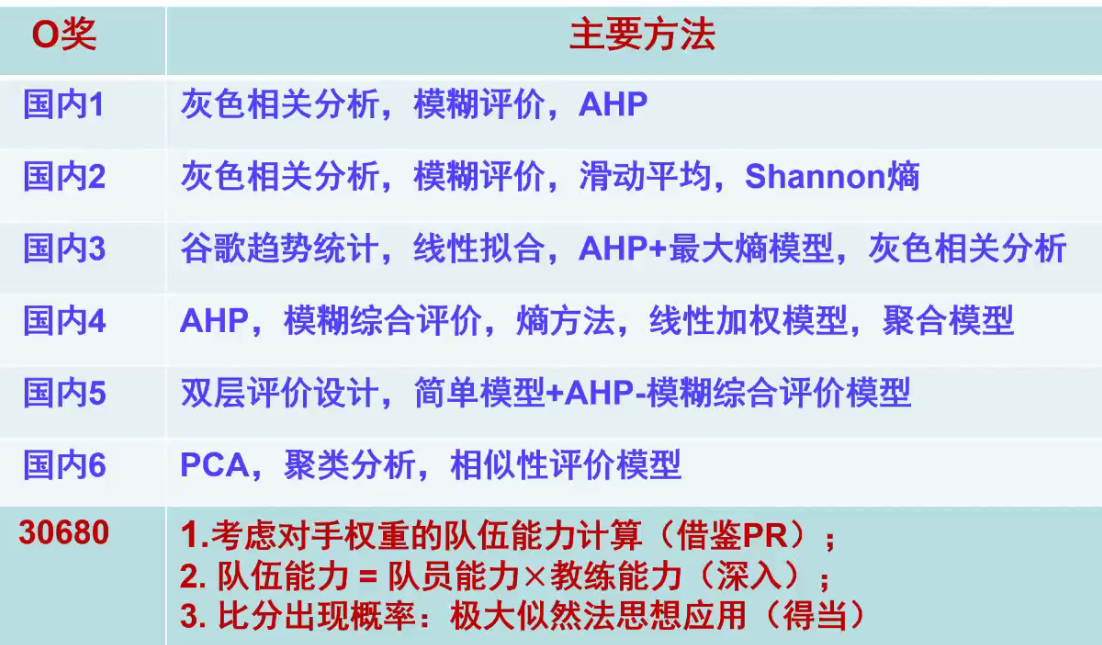 O奖 主要方法
国内1 灰色相关分析，模糊评价，AHP
国内2 灰色相关分析，模糊评价，滑动平均，Shannon熵
国内3 谷歌趋势统计，线性拟合，AHP+最大熵模型，灰色相关分析
国内4 AHP，模糊综合评价，熵方法，线性加权模型，聚合模型
国内5 双层评价设计，简单模型+AHP-模糊综合评价模型
国内6 PCA，聚类分析，相似性评价模型
30680 1.考虑对手权重的队伍能力计算（借鉴PR）；
2. 队伍能力 = 队员能力×教练能力（深入）；
3. 比分出现概率：极大似然法思想应用（得当）